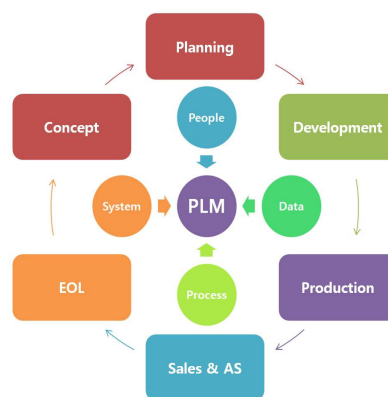 Planning
People
Concept
Development
System
PLM
Data
EOL
Process
Production
Sales & AS